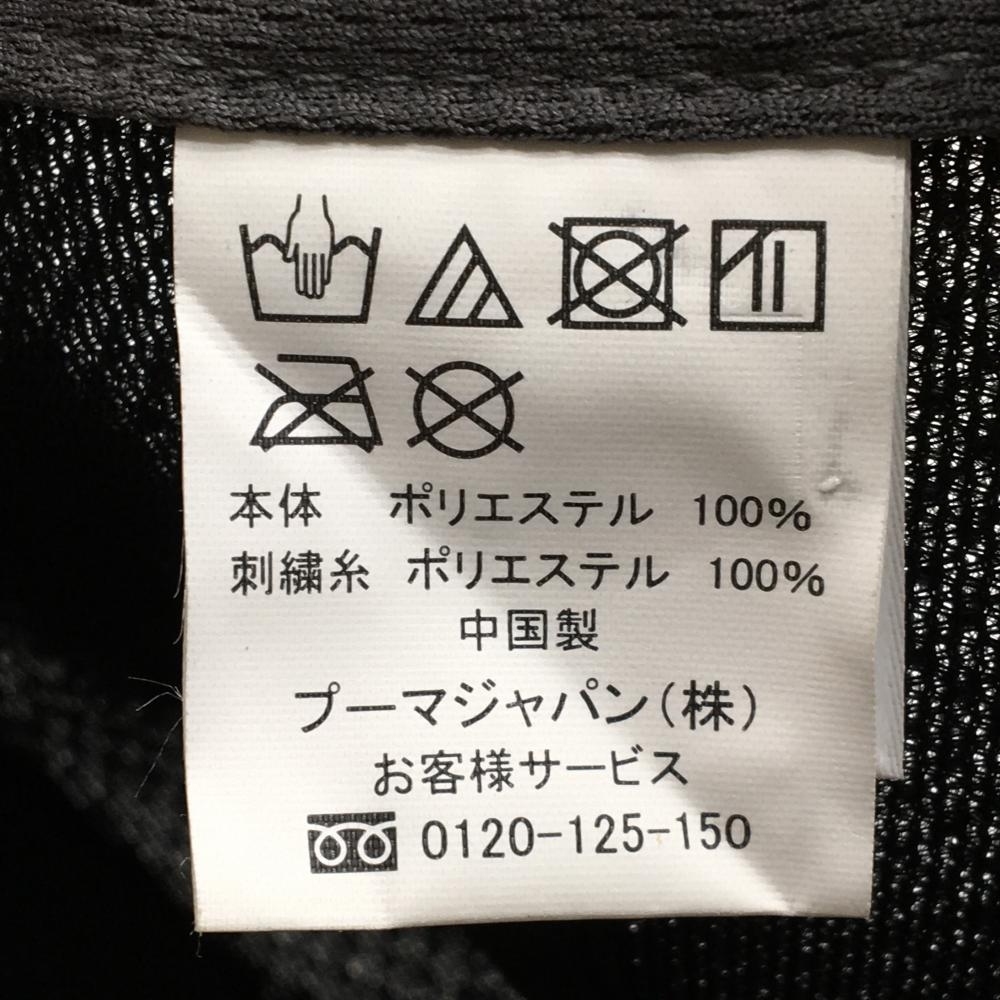 本体 ポリエステル 100%
刺繍糸 ポリエステル 100%
中国製
プーマジャパン(株)
お客様サービス
0120-125-150